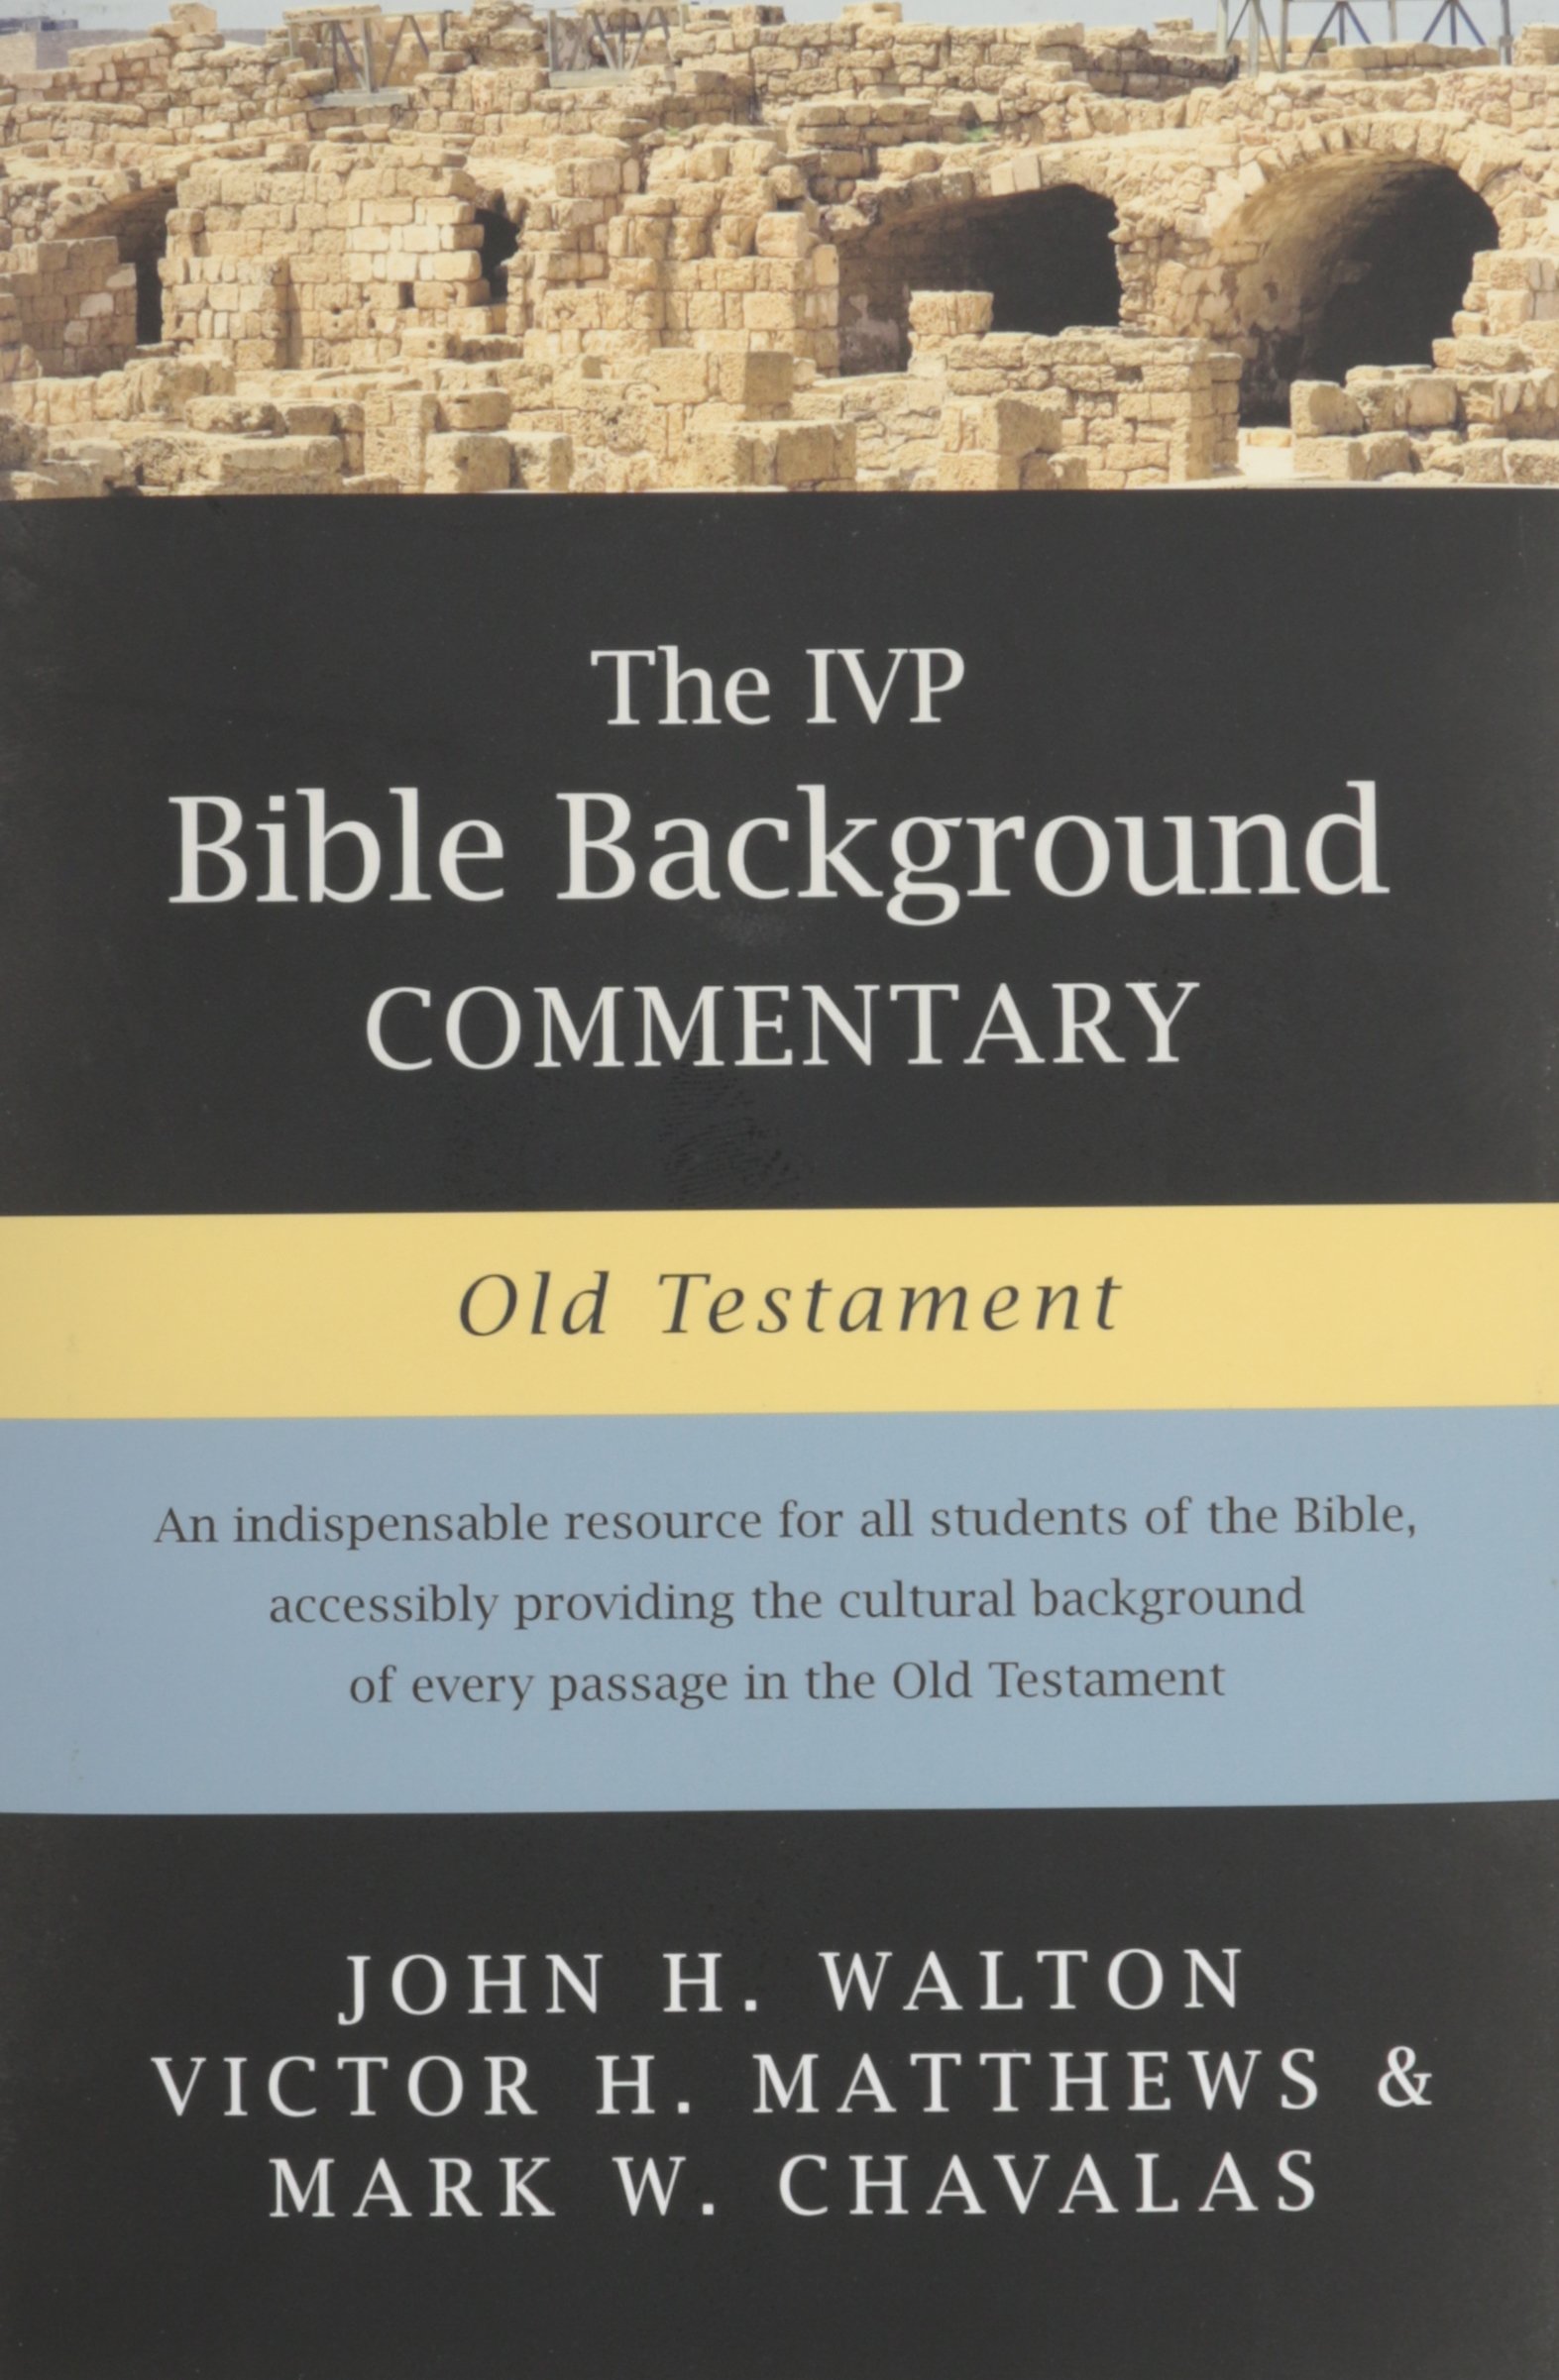 The IVP
Bible Background
COMMENTARY
Old Testament
An indispensable resource for all students of the Bible,
accessibly providing the cultural background
of every passage in the Old Testament
JOHN H. WALTON
VICTOR H. MATTHEWS &
MARK W. CHAVALAS